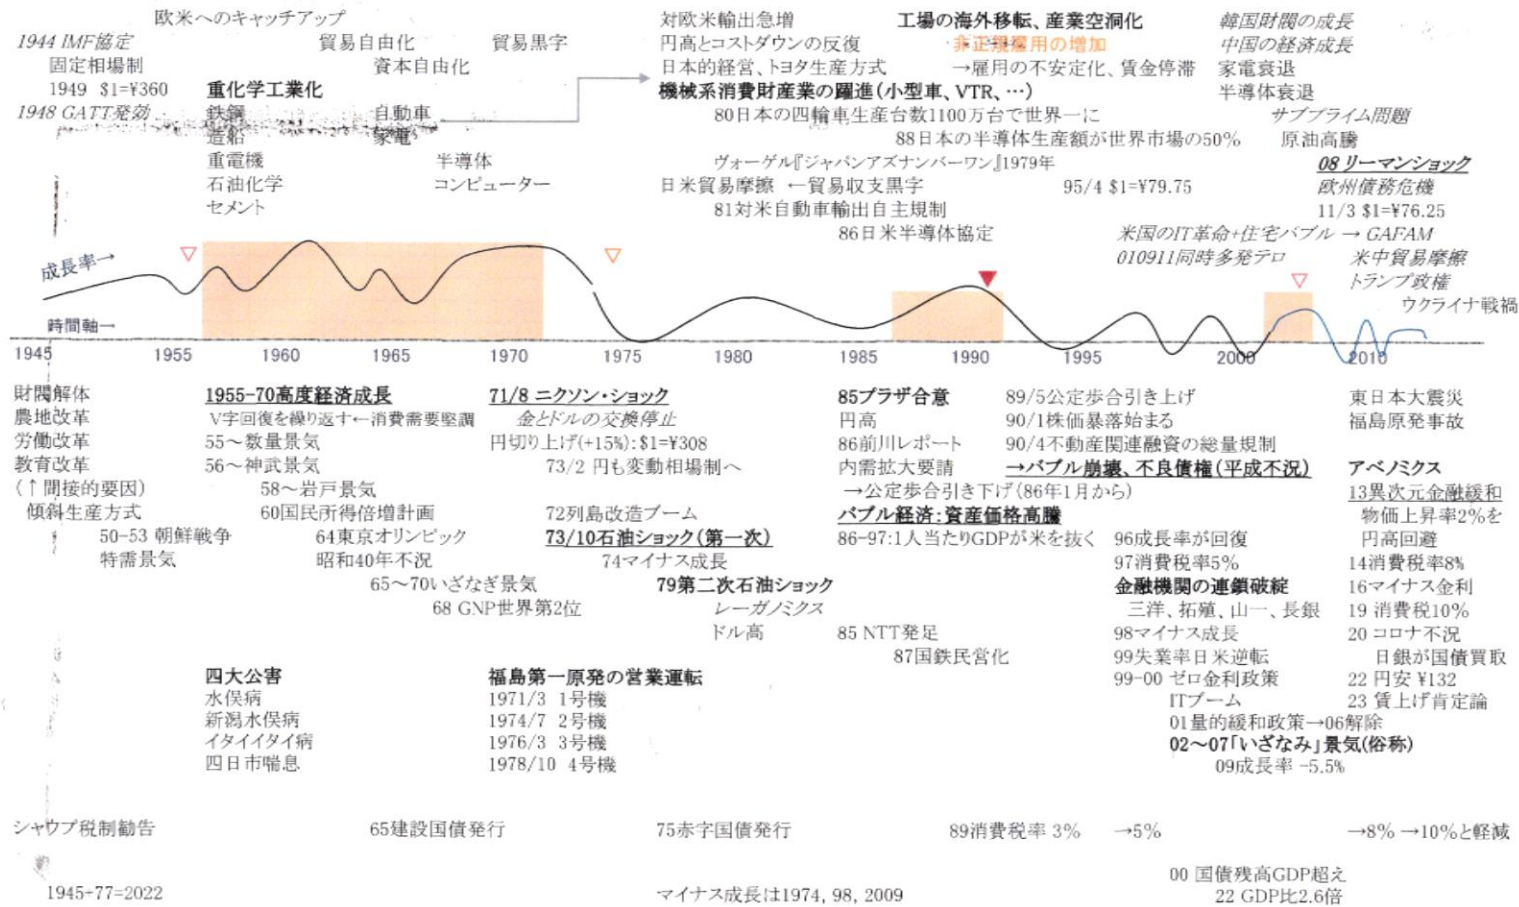 欧米へのキャッチアップ
1944 IMF協定
固定相場制
1949 $1=¥360
1948 GATT発効
貿易自由化
資本自由化
貿易黒字
重化学工業化
鉄鋼
造船
重電機
石油化学
セメント
自動車
家電
半導体
コンピューター
対欧米輸出急増
円高とコストダウンの反復
日本的経営、トヨタ生産方式
機械系消費財産業の躍進(小型車、VTR、…)
80日本の四輪車生産台数1100万台で世界一に
88日本の半導体生産額が世界市場の50%
ヴォーゲル『ジャパンアズナンバーワン』1979年
日米貿易摩擦 ←貿易収支黒字
81対米自動車輸出自主規制
86日米半導体協定
工場の海外移転、産業空洞化
非正規雇用の増加
→雇用の不安定化、賃金停滞
95/4 $1=¥79.75
韓国財閥の成長
中国の経済成長
家電衰退
半導体衰退
サブプライム問題
原油高騰
08 リーマンショック
欧州債務危機
11/3 $1=¥76.25
米国のIT革命+住宅バブル → GAFAM
010911同時多発テロ
米中貿易摩擦
トランプ政権
ウクライナ戦禍
成長率→
時間軸→
1945 1955 1960 1965 1970 1975 1980 1985 1990 1995 2000 2010
財閥解体
農地改革
労働改革
教育改革
(↑間接的要因)
傾斜生産方式
50-53 朝鮮戦争
特需景気
1955-70高度経済成長
V字回復を繰り返す←消費需要堅調
55～数量景気
56～神武景気
58～岩戸景気
60国民所得倍増計画
64東京オリンピック
昭和40年不況
65～70いざなぎ景気
68 GNP世界第2位
71/8 ニクソン・ショック
金とドルの交換停止
円切り上げ(+15%):$1=¥308
73/2 円も変動相場制へ
72列島改造ブーム
73/10石油ショック(第一次)
74マイナス成長
79第二次石油ショック
レーガノミクス
ドル高
85プラザ合意
円高
86前川レポート
内需拡大要請
→公定歩合引き下げ(86年1月から)
バブル経済:資産価格高騰
86-97:1人当たりGDPが米を抜く
85 NTT発足
87国鉄民営化
89/5公定歩合引き上げ
90/1株価暴落始まる
90/4不動産関連融資の総量規制
→バブル崩壊、不良債権(平成不況)
96成長率が回復
97消費税率5%
金融機関の連鎖破綻
三洋、拓殖、山一、長銀
98マイナス成長
99失業率日米逆転
99-00 ゼロ金利政策
ITブーム
01量的緩和政策→06解除
02～07「いざなみ」景気(俗称)
09成長率 -5.5%
東日本大震災
福島原発事故
アベノミクス
13異次元金融緩和
物価上昇率2%を
円高回避
14消費税率8%
16マイナス金利
19 消費税10%
20 コロナ不況
日銀が国債買取
22 円安 ¥132
23 賃上げ肯定論
四大公害
水俣病
新潟水俣病
イタイイタイ病
四日市喘息
福島第一原発の営業運転
1971/3 1号機
1974/7 2号機
1976/3 3号機
1978/10 4号機
シャウプ税制勧告
65建設国債発行
75赤字国債発行
89消費税率 3% →5% →8% →10%と軽減
00 国債残高GDP超え
22 GDP比2.6倍
1945+77=2022
マイナス成長は1974, 98, 2009